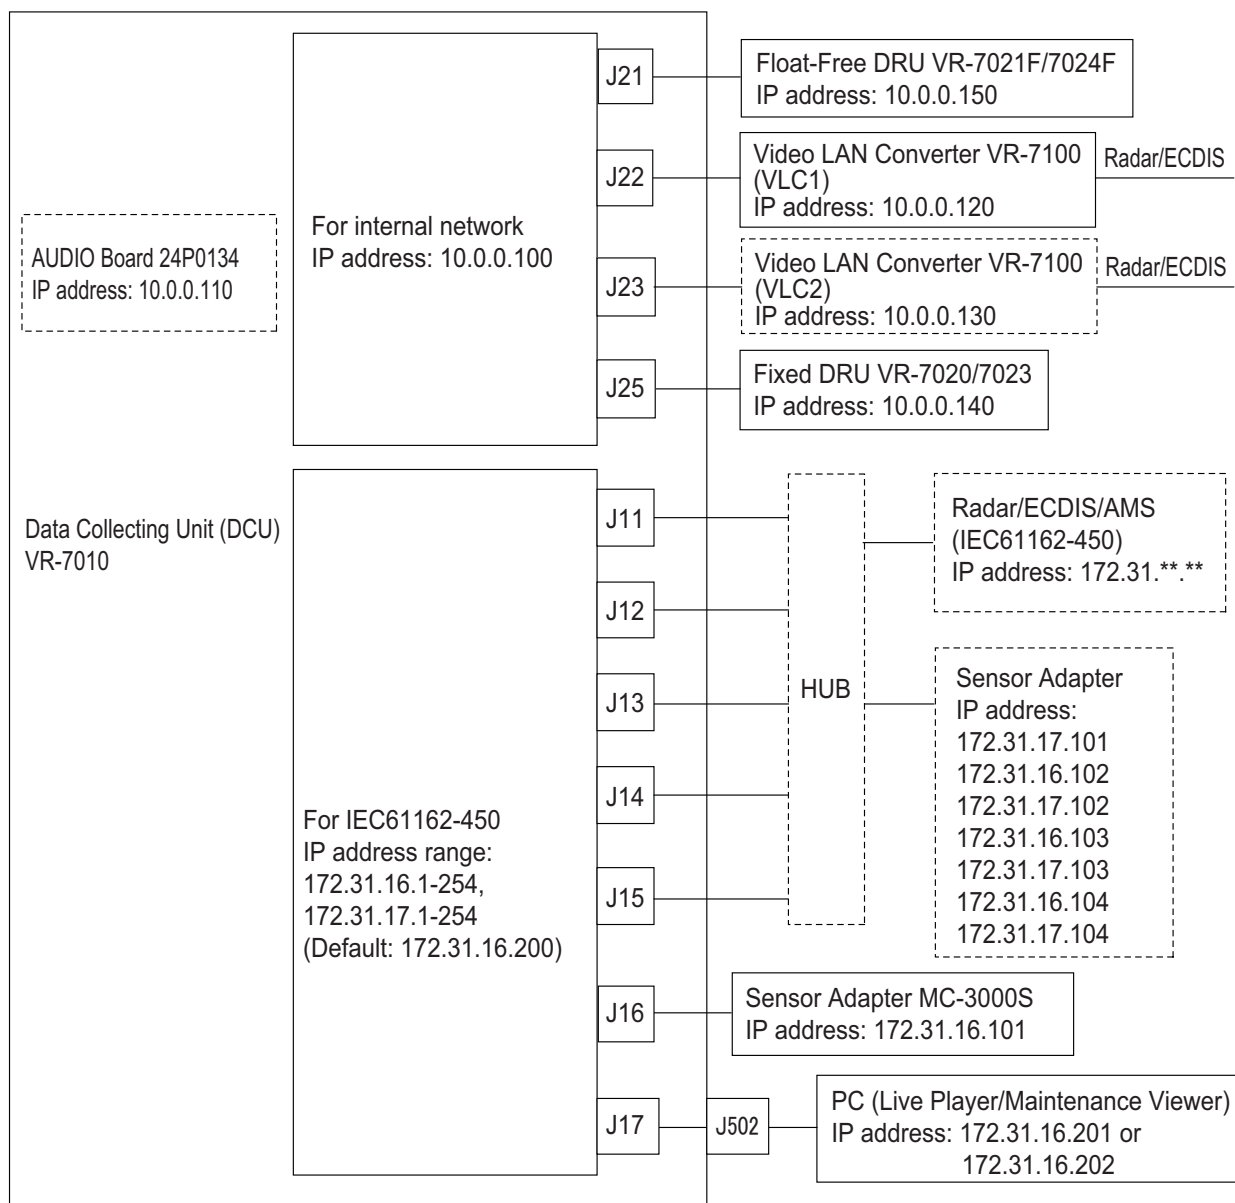 J21
Float-Free DRU VR-7021F/7024F
IP address: 10.0.0.150
J22
Video LAN Converter VR-7100
(VLC1)
IP address: 10.0.0.120
Radar/ECDIS
For internal network
IP address: 10.0.0.100
AUDIO Board 24P0134
IP address: 10.0.0.110
J23
Video LAN Converter VR-7100
(VLC2)
IP address: 10.0.0.130
Radar/ECDIS
J25
Fixed DRU VR-7020/7023
IP address: 10.0.0.140
Data Collecting Unit (DCU)
VR-7010
J11
J12
J13
J14
J15
HUB
Radar/ECDIS/AMS
(IEC61162-450)
IP address: 172.31.**.**
Sensor Adapter
IP address:
172.31.17.101
172.31.16.102
172.31.17.102
172.31.16.103
172.31.17.103
172.31.16.104
172.31.17.104
For IEC61162-450
IP address range:
172.31.16.1-254,
172.31.17.1-254
(Default: 172.31.16.200)
J16
Sensor Adapter MC-3000S
IP address: 172.31.16.101
J17
J502
PC (Live Player/Maintenance Viewer)
IP address: 172.31.16.201 or
172.31.16.202